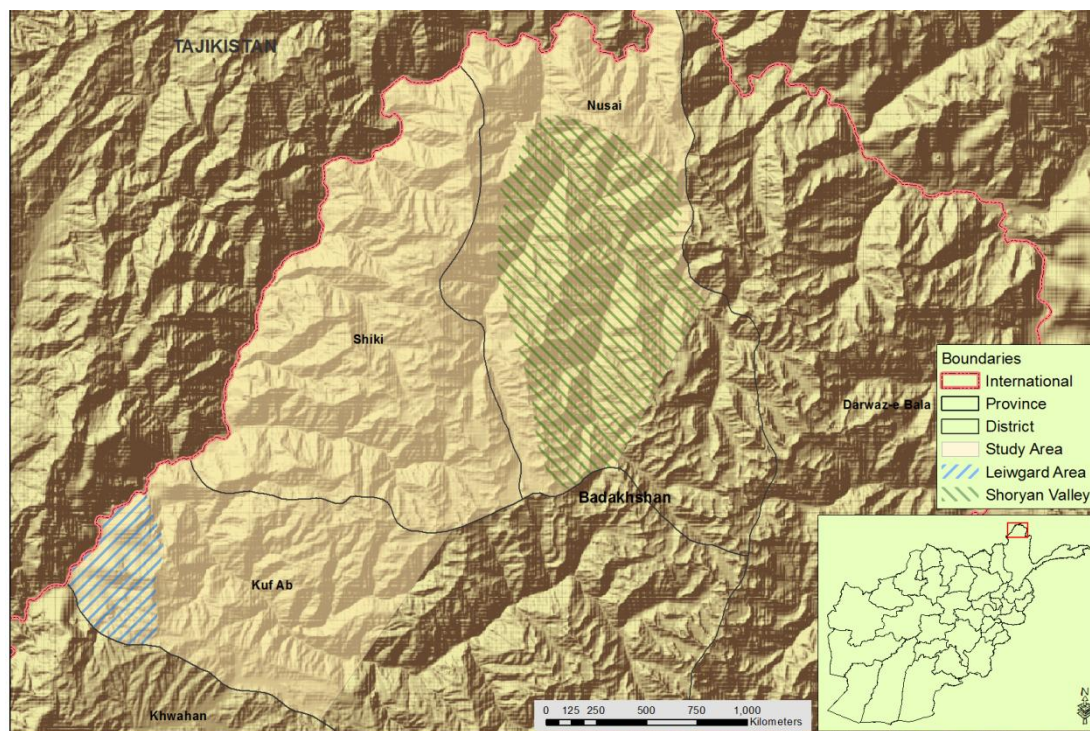 TAJIKISTAN
Nusai
Shiki
Darwaz-e Bala
Badakhshan
Kuf Ab
Khwahan
Boundaries
International
Province
District
Study Area
Leiwgard Area
Shoryan Valley
0 125 250 500 750 1,000
Kilometers
N